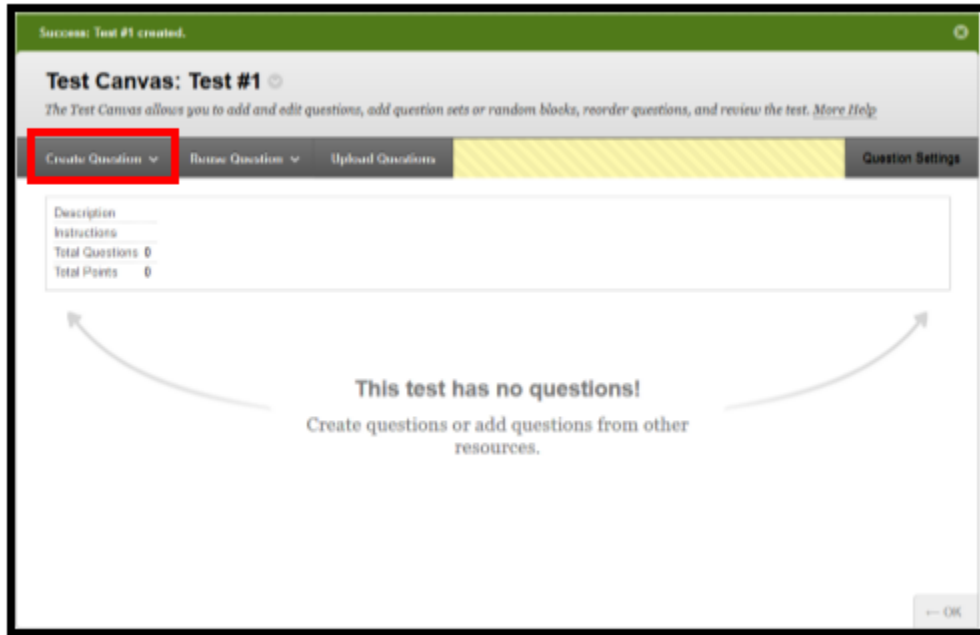 Success: Test #1 created.
Test Canvas: Test #1
The Test Canvas allows you to add and edit questions, add question sets or random blocks, reorder questions, and review the test. More Help
Create Question Reuse Question Upload Questions Question Settings
Description
Instructions
Total Questions 0
Total Points 0
This test has no questions!
Create questions or add questions from other
resources.
← OK